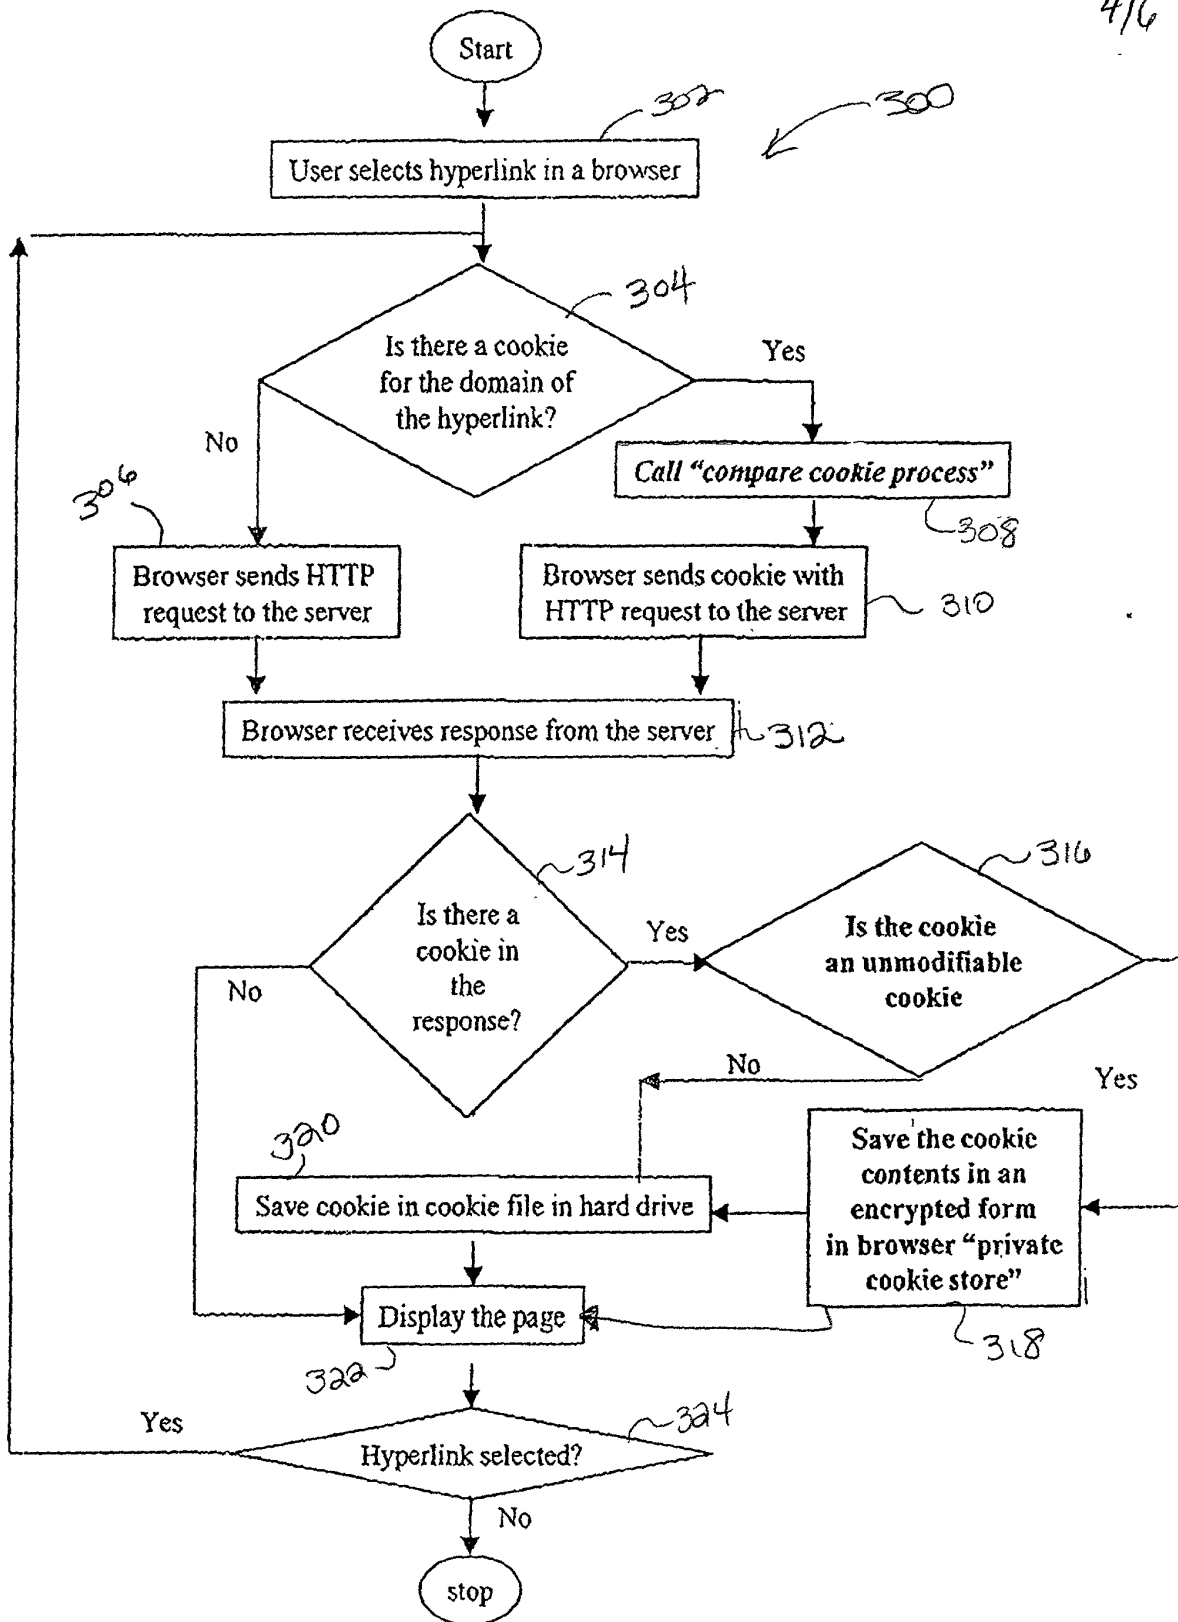 4/6
Start
302
300
User selects hyperlink in a browser
304
Is there a cookie
for the domain of
the hyperlink?
Yes
No
Call “compare cookie process”
308
306
Browser sends HTTP
request to the server
Browser sends cookie with
HTTP request to the server
310
Browser receives response from the server
312
314
Is there a
cookie in
the
response?
Yes
No
316
Is the cookie
an unmodifiable
cookie
No
Yes
320
Save cookie in cookie file in hard drive
Save the cookie
contents in an
encrypted form
in browser “private
cookie store”
318
Display the page
322
324
Yes
Hyperlink selected?
No
stop